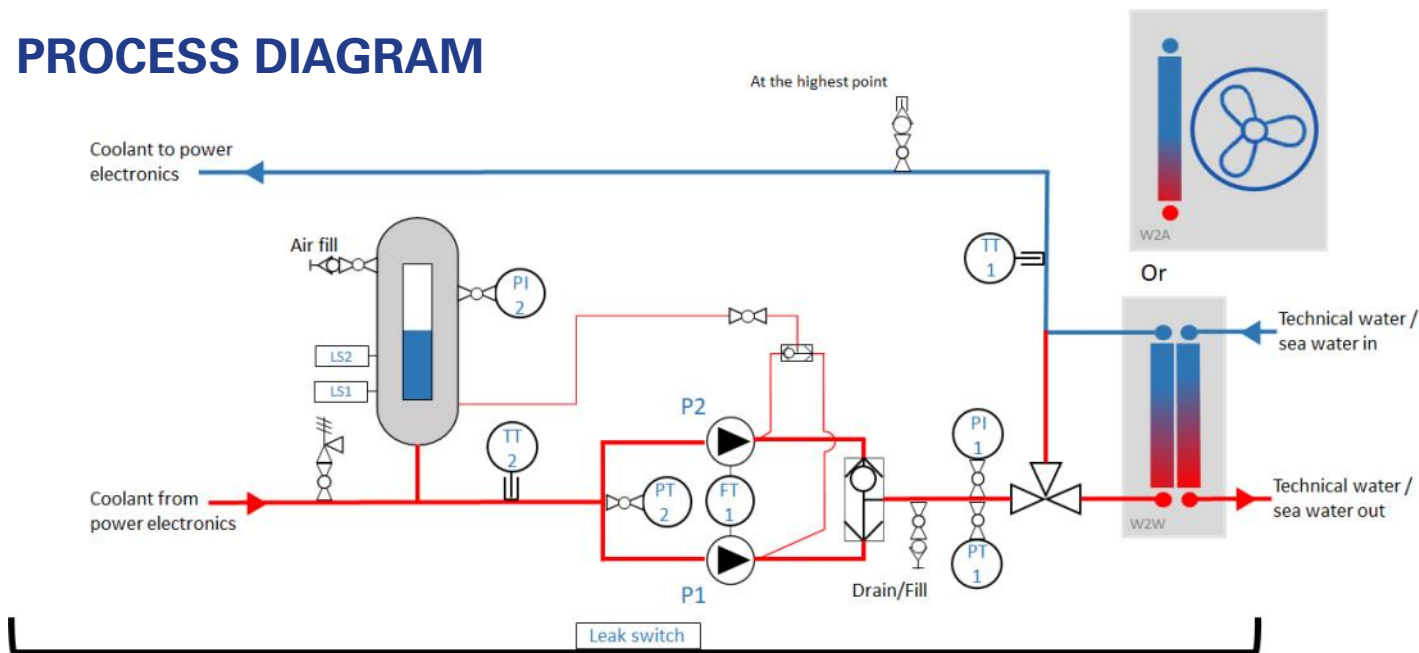 PROCESS DIAGRAM
At the highest point
Coolant to power
electronics
W2A
Air fill
TT
1
Or
PI
2
Technical water /
sea water in
LS2
LS1
P2
TT
2
PI
1
Coolant from
power electronics
PT
2
FT
1
Technical water /
sea water out
W2W
PT
1
P1
Drain/Fill
Leak switch